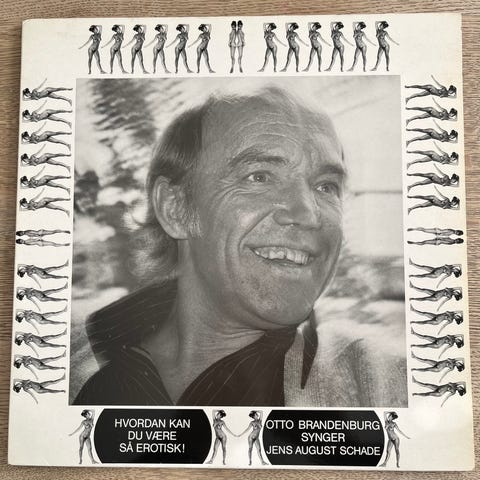 HVORDAN KAN
DU VÆRE
SÅ EROTISK!
OTTO BRANDENBURG
SYNGER
JENS AUGUST SCHADE